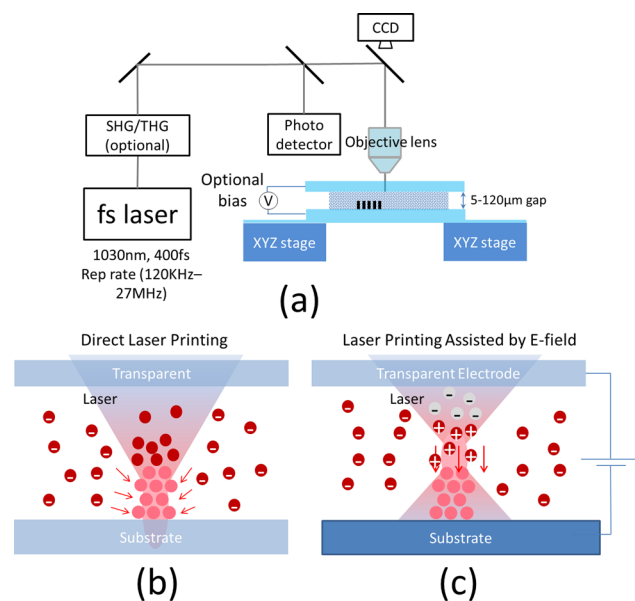 CCD
SHG/THG
(optional)
Photo
detector
Objective lens
Optional
bias
V
5-120μm gap
fs laser
XYZ stage
XYZ stage
1030nm, 400fs
Rep rate (120KHz–
27MHz)
(a)
Direct Laser Printing
Laser Printing Assisted by E-field
Transparent
Transparent Electrode
Laser
Laser
Substrate
Substrate
(b)
(c)